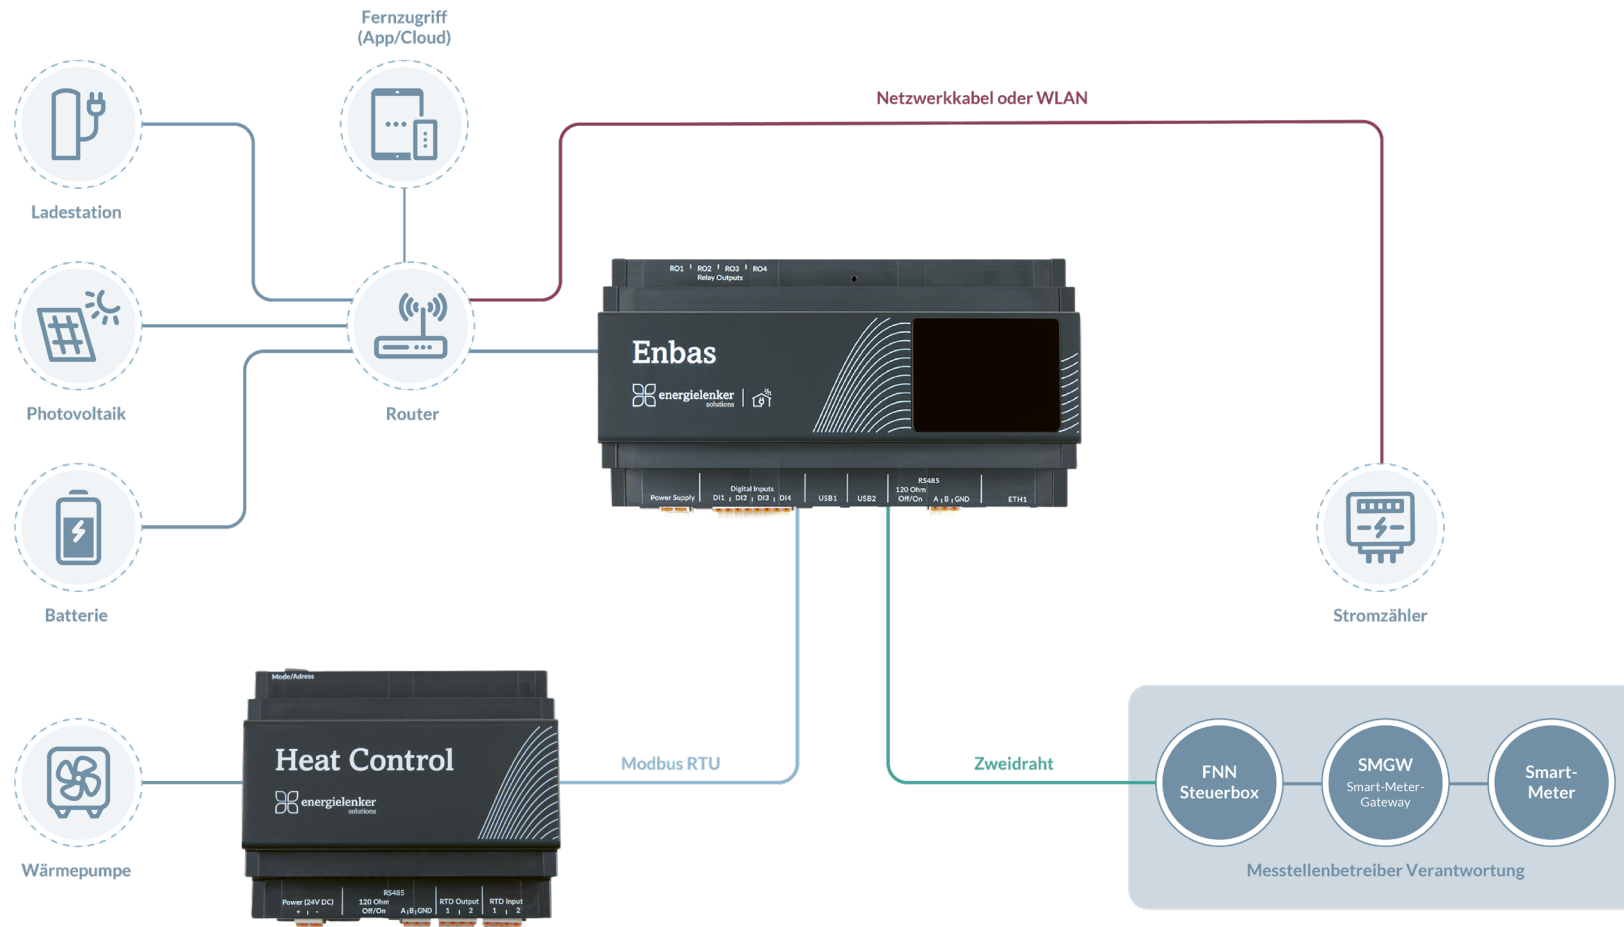 Fernzugriff
(App/Cloud)
Netzwerkkabel oder WLAN
Ladestation
RO1 RO2 RO3 RO4
Relay Outputs
Enbas
energielenker
solutions
Photovoltaik
Router
Digital Inputs
Power Supply
DI1 DI2 DI3 DI4
USB1
USB2
RS485
120 Ohm
Off/On
A B GND
ETH1
Batterie
Stromzähler
Mode/Adress
Heat Control
energielenker
solutions
Modbus RTU
Zweidraht
FNN
Steuerbox
SMGW
Smart-Meter-
Gateway
Smart-
Meter
Wärmepumpe
Messtellenbetreiber Verantwortung
Power (24V DC)
+ -
RS485
120 Ohm
Off/On
A B GND
RTD Output
1 2
RTD Input
1 2